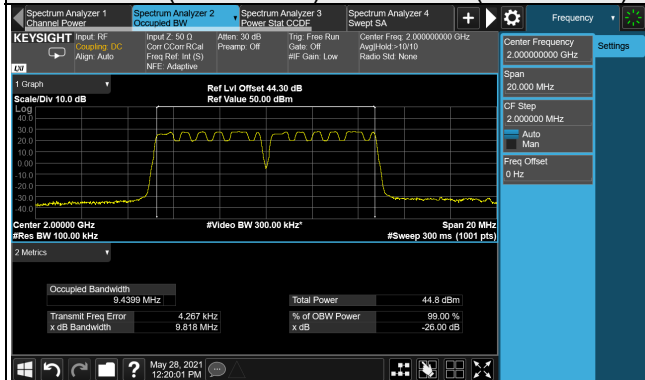 Spectrum Analyzer 1
Channel Power
Spectrum Analyzer 2
Occupied BW
Spectrum Analyzer 3
Power Stat CCDF
Spectrum Analyzer 4
Swept SA
Frequency
KEYSIGHT
Input: RF
Coupling: DC
Align: Auto
Input Z: 50 Ω
Corr CCorr RCal
Freq Ref: Int (S)
NFE: Adaptive
Atten: 30 dB
Preamp: Off
Trig: Free Run
Gate: Off
#IF Gain: Low
Center Freq: 2.000000000 GHz
Avg|Hold:>10/10
Radio Std: None
LXI
Center Frequency
2.000000000 GHz
Settings
Span
20.000 MHz
CF Step
2.000000 MHz
Auto
Man
Freq Offset
0 Hz
1 Graph
Scale/Div 10.0 dB
Ref Lvl Offset 44.30 dB
Ref Value 50.00 dBm
Log
40.0
30.0
20.0
10.0
0.00
-10.0
-20.0
-30.0
-40.0
Center 2.00000 GHz
#Res BW 100.00 kHz
#Video BW 300.00 kHz*
Span 20 MHz
#Sweep 300 ms (1001 pts)
2 Metrics
Occupied Bandwidth
9.4399 MHz
Total Power 44.8 dBm
Transmit Freq Error 4.267 kHz
% of OBW Power 99.00 %
x dB Bandwidth 9.818 MHz
x dB -26.00 dB
?
May 28, 2021
12:20:01 PM